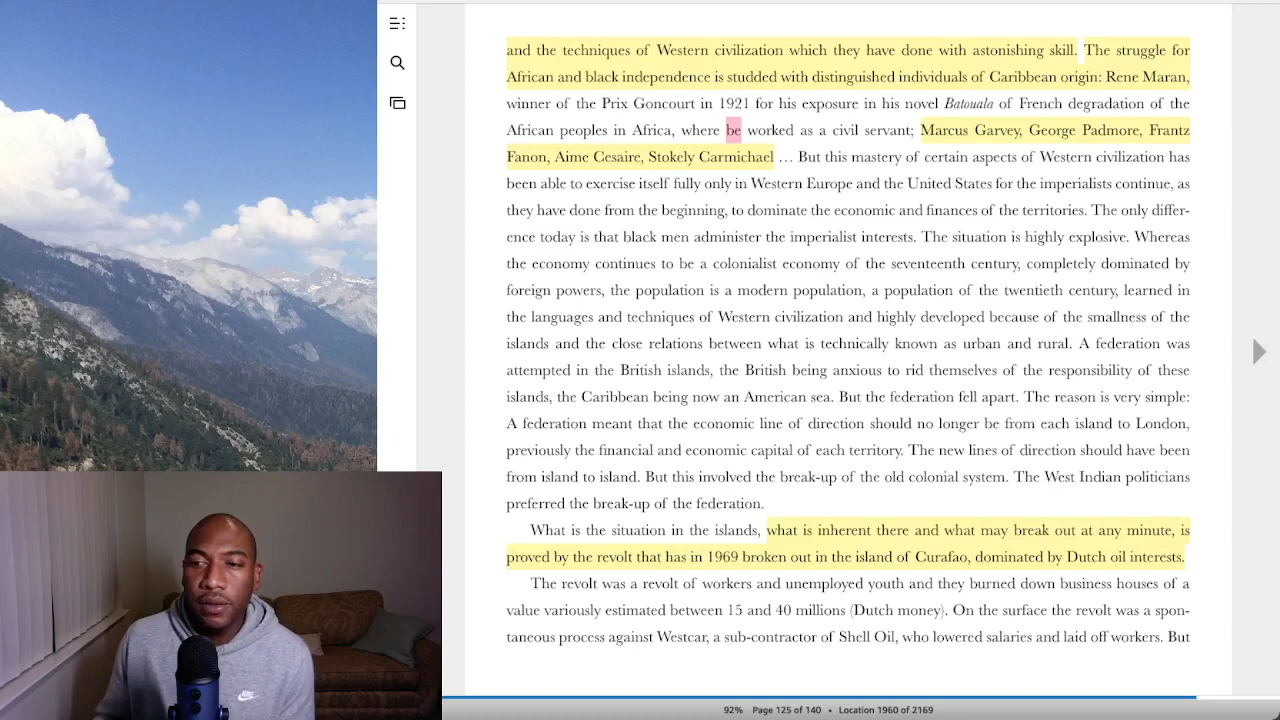 and the techniques of Western civilization which they have done with astonishing skill. The struggle for
African and black independence is studded with distinguished individuals of Caribbean origin: Rene Maran,
winner of the Prix Goncourt in 1921 for his exposure in his novel Batouala of French degradation of the
African peoples in Africa, where be worked as a civil servant; Marcus Garvey, George Padmore, Frantz
Fanon, Aime Cesaire, Stokely Carmichael … But this mastery of certain aspects of Western civilization has
been able to exercise itself fully only in Western Europe and the United States for the imperialists continue, as
they have done from the beginning, to dominate the economic and finances of the territories. The only differ-
ence today is that black men administer the imperialist interests. The situation is highly explosive. Whereas
the economy continues to be a colonialist economy of the seventeenth century, completely dominated by
foreign powers, the population is a modern population, a population of the twentieth century, learned in
the languages and techniques of Western civilization and highly developed because of the smallness of the
islands and the close relations between what is technically known as urban and rural. A federation was
attempted in the British islands, the British being anxious to rid themselves of the responsibility of these
islands, the Caribbean being now an American sea. But the federation fell apart. The reason is very simple:
A federation meant that the economic line of direction should no longer be from each island to London,
previously the financial and economic capital of each territory. The new lines of direction should have been
from island to island. But this involved the break-up of the old colonial system. The West Indian politicians
preferred the break-up of the federation.
What is the situation in the islands, what is inherent there and what may break out at any minute, is
proved by the revolt that has in 1969 broken out in the island of Curafao, dominated by Dutch oil interests.
The revolt was a revolt of workers and unemployed youth and they burned down business houses of a
value variously estimated between 15 and 40 millions (Dutch money). On the surface the revolt was a spon-
taneous process against Westcar, a sub-contractor of Shell Oil, who lowered salaries and laid off workers. But
92% Page 125 of 140 • Location 1960 of 2169